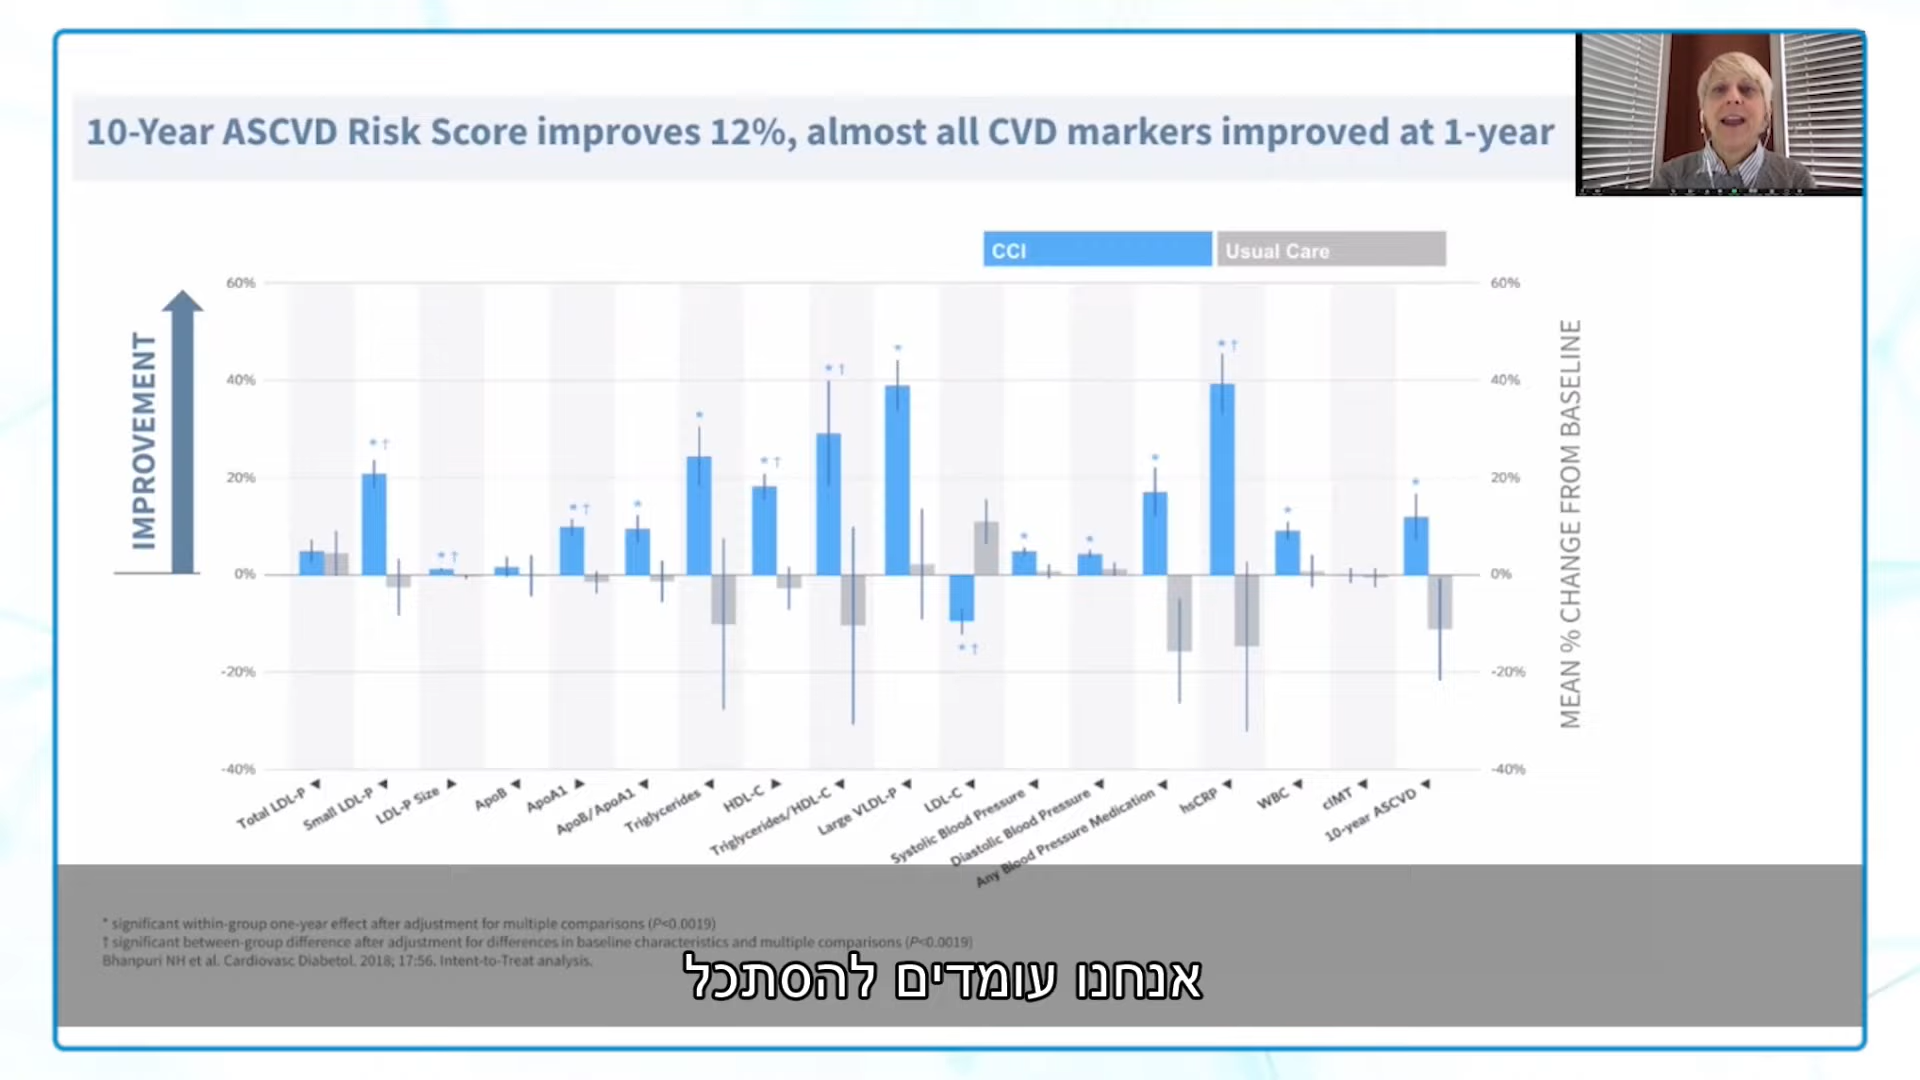 10-Year ASCVD Risk Score improves 12%, almost all CVD markers improved at 1-year
CCI
Usual Care
IMPROVEMENT
60%
40%
20%
0%
-20%
-40%
60%
40%
20%
0%
-20%
-40%
MEAN % CHANGE FROM BASELINE
Total LDL-P ▼
Small LDL-P ▼
LDL-P Size ▲
ApoB ▼
ApoA1 ▲
ApoB/ApoA1 ▼
Triglycerides ▼
HDL-C ▲
Triglycerides/HDL-C ▼
Large VLDL-P ▼
LDL-C ▼
Systolic Blood Pressure ▼
Diastolic Blood Pressure ▼
Any Blood Pressure Medication ▼
hsCRP ▼
WBC ▼
cIMT ▼
10-year ASCVD ▼
* significant within-group one-year effect after adjustment for multiple comparisons (P<0.0019)
† significant between-group difference after adjustment for differences in baseline characteristics and multiple comparisons (P<0.0019)
Bhanpuri NH et al. Cardiovasc Diabetol. 2018; 17:56. Intent-to-Treat analysis.
אנחנו עומדים להסתכל